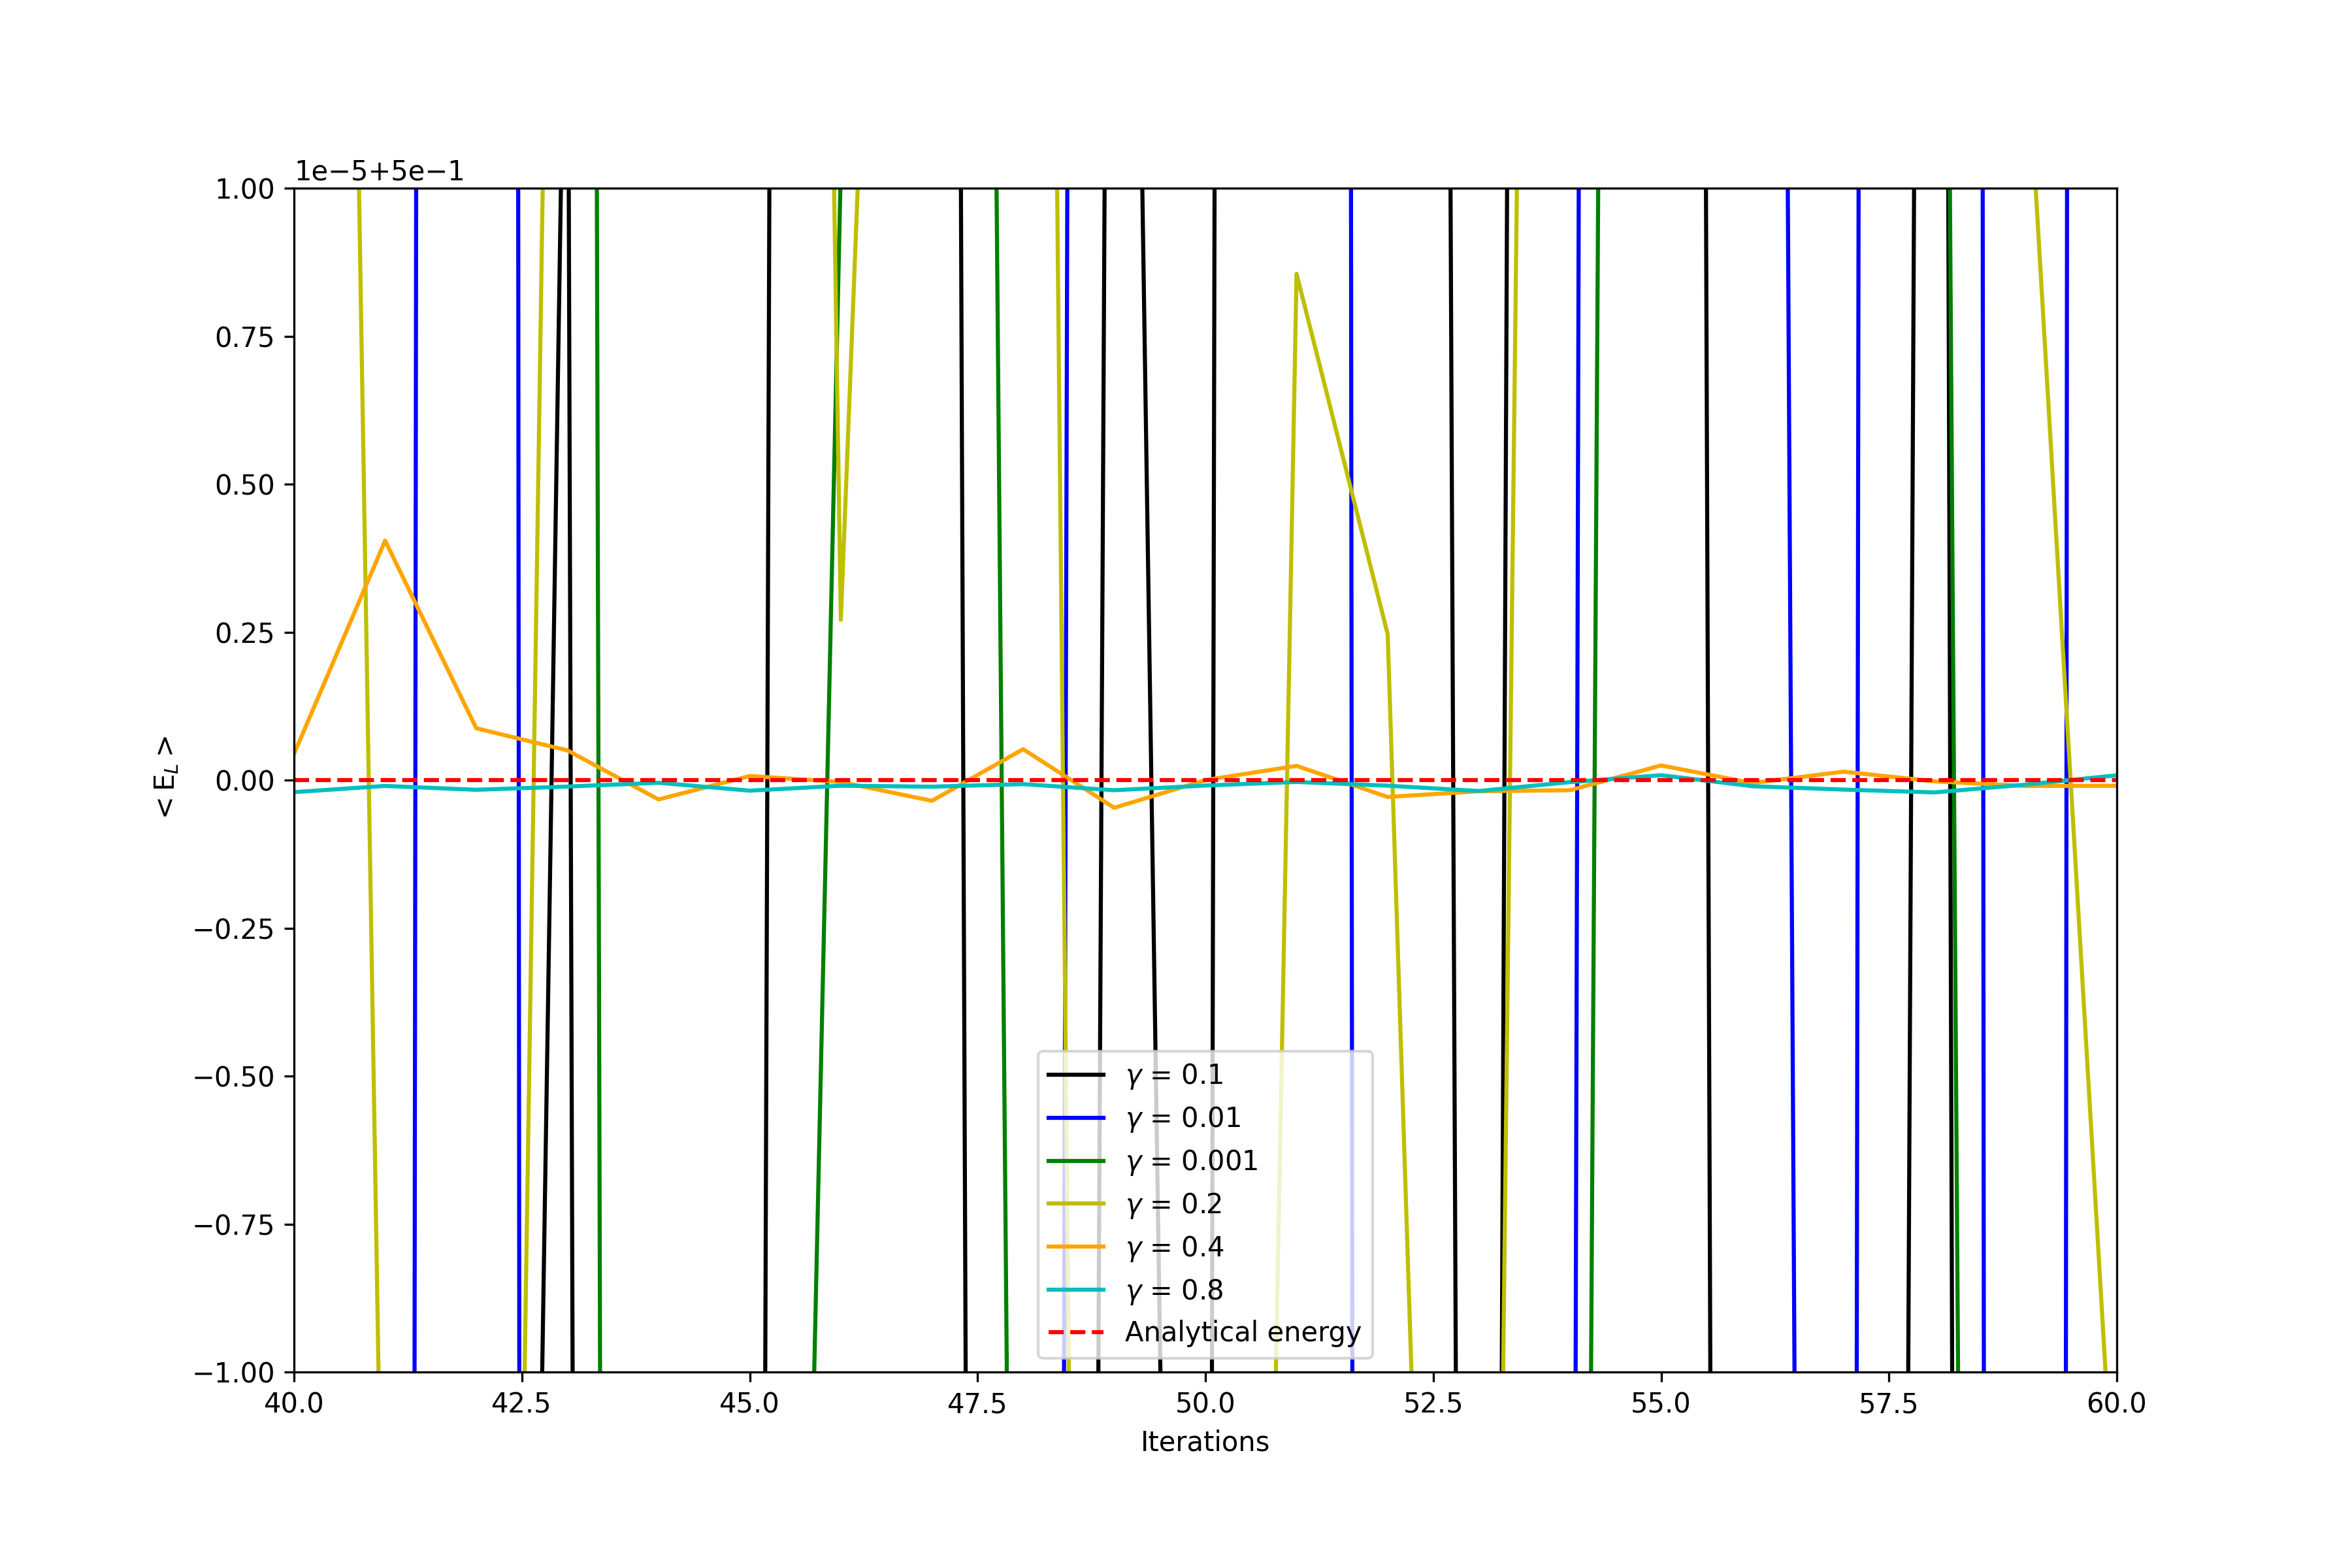 1e−5+5e−1
1.00
0.75
0.50
0.25
0.00
−0.25
−0.50
−0.75
−1.00
< E_L >
40.0 42.5 45.0 47.5 50.0 52.5 55.0 57.5 60.0
Iterations
γ = 0.1
γ = 0.01
γ = 0.001
γ = 0.2
γ = 0.4
γ = 0.8
Analytical energy